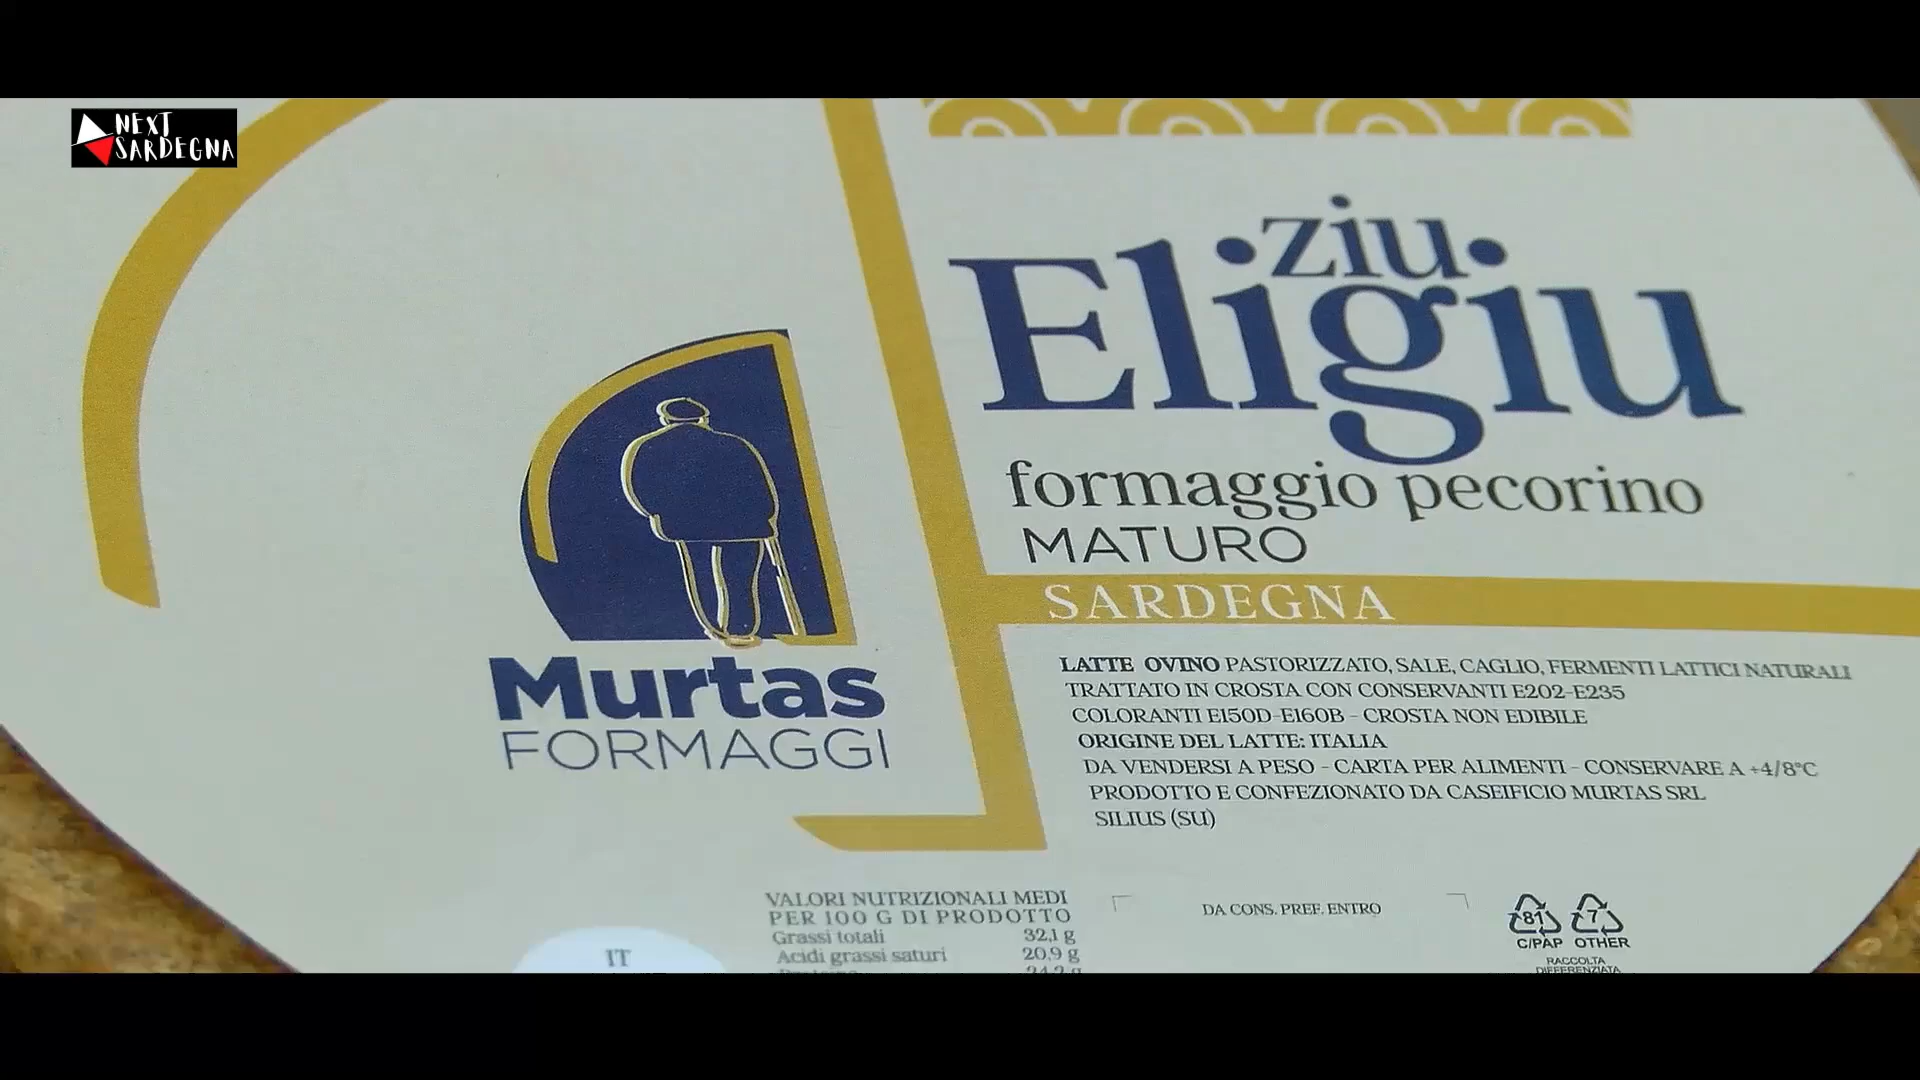 NEXT
SARDEGNA
ziu
Eligiu
formaggio pecorino
MATURO
SARDEGNA
Murtas
FORMAGGI
LATTE OVINO PASTORIZZATO, SALE, CAGLIO, FERMENTI LATTICI NATURALI
TRATTATO IN CROSTA CON CONSERVANTI E202-E235
COLORANTI E150D-E160B - CROSTA NON EDIBILE
ORIGINE DEL LATTE: ITALIA
DA VENDERSI A PESO - CARTA PER ALIMENTI - CONSERVARE A +4/8°C
PRODOTTO E CONFEZIONATO DA CASEIFICIO MURTAS SRL
SILIUS (SU)
VALORI NUTRIZIONALI MEDI
PER 100 G DI PRODOTTO
Grassi totali 32,1 g
Acidi grassi saturi 20,9 g
IT
DA CONS. PREF. ENTRO
81 7
C/PAP OTHER
RACCOLTA
DIFFERENZIATA